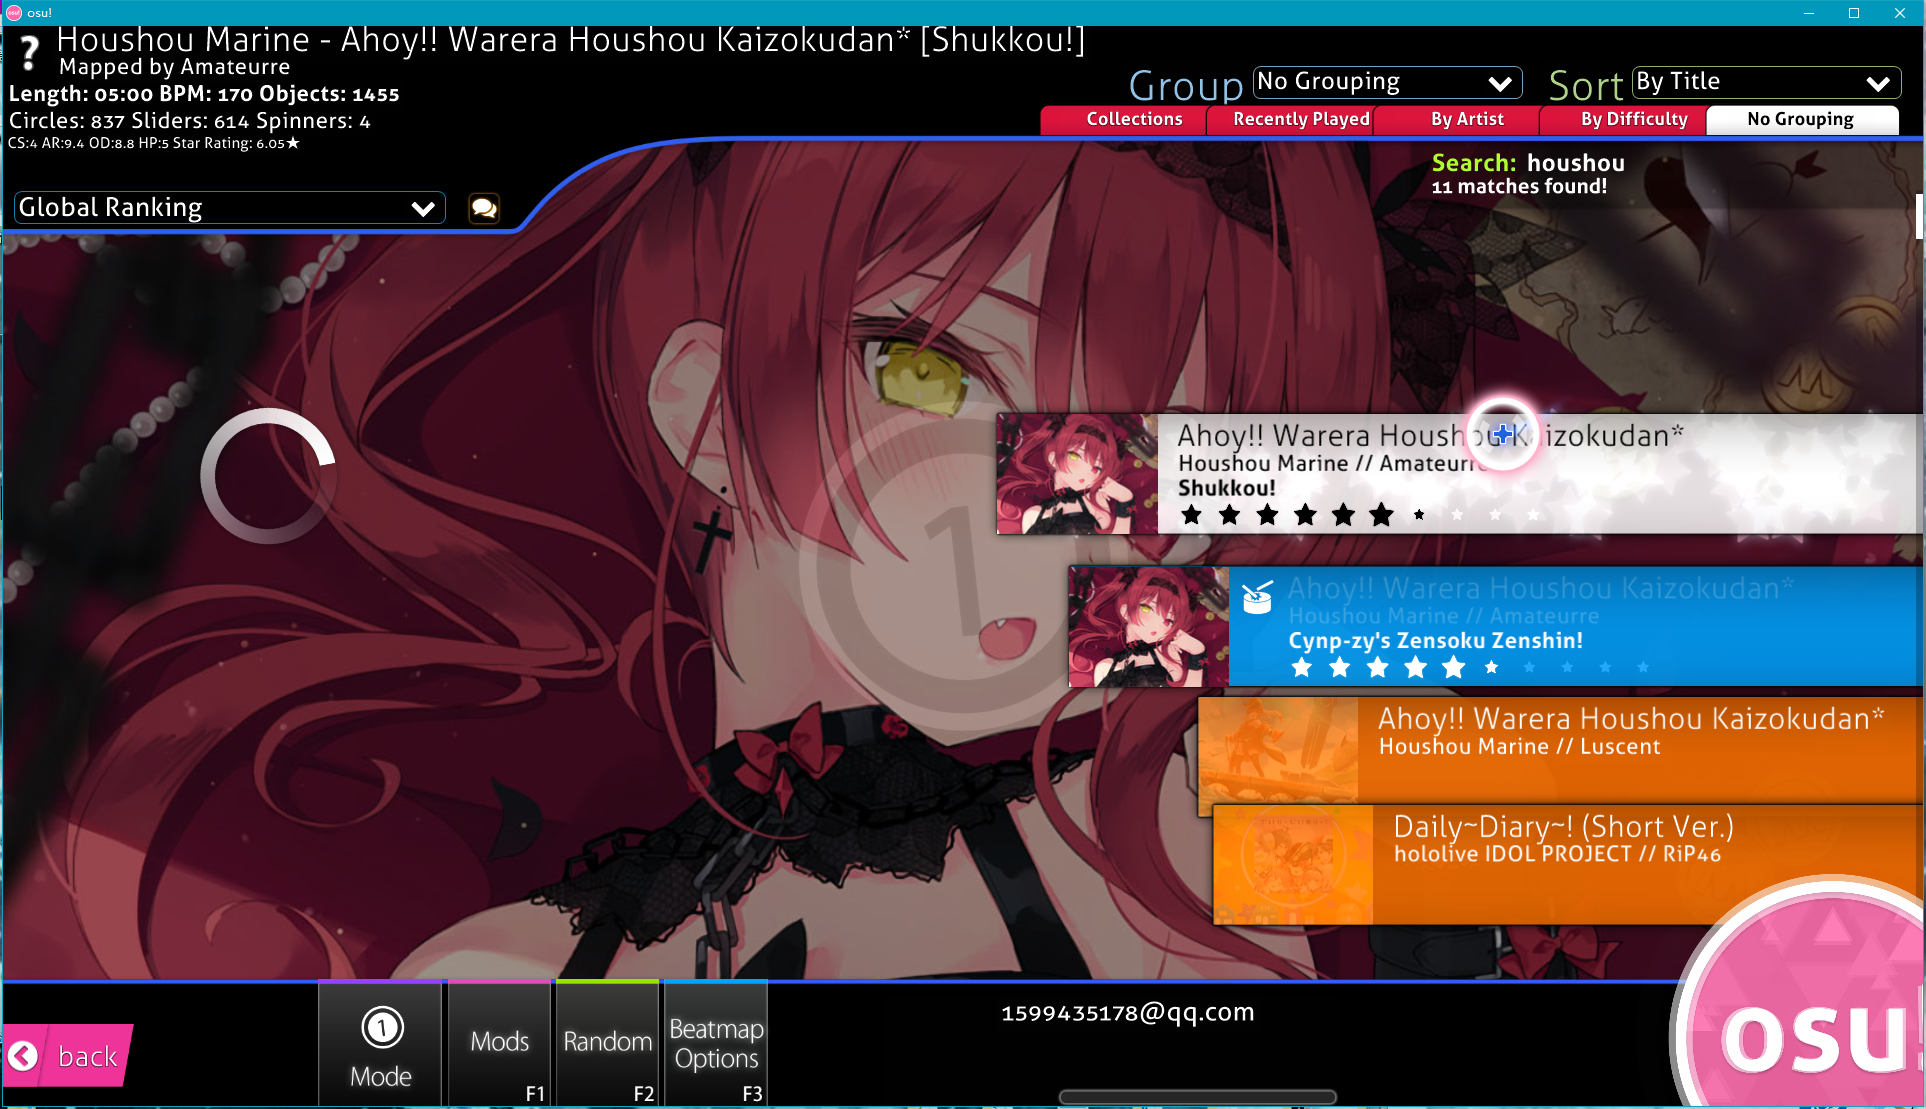 osu!
Houshou Marine - Ahoy!! Warera Houshou Kaizokudan* [Shukkou!]
Mapped by Amateurre
Length: 05:00 BPM: 170 Objects: 1455
Circles: 837 Sliders: 614 Spinners: 4
CS:4 AR:9.4 OD:8.8 HP:5 Star Rating: 6.05★
Group No Grouping Sort By Title
Collections Recently Played By Artist By Difficulty No Grouping
Search: houshou
11 matches found!
Global Ranking
1
Ahoy!! Warera Houshou Kaizokudan*
Houshou Marine // Amateurre
Shukkou!
Ahoy!! Warera Houshou Kaizokudan*
Houshou Marine // Amateurre
Cynp-zy's Zensoku Zenshin!
Ahoy!! Warera Houshou Kaizokudan*
Houshou Marine // Luscent
Daily~Diary~! (Short Ver.)
hololive IDOL PROJECT // RiP46
back
1
Mode
Mods
F1
Random
F2
Beatmap
Options
F3
1599435178@qq.com
osu!